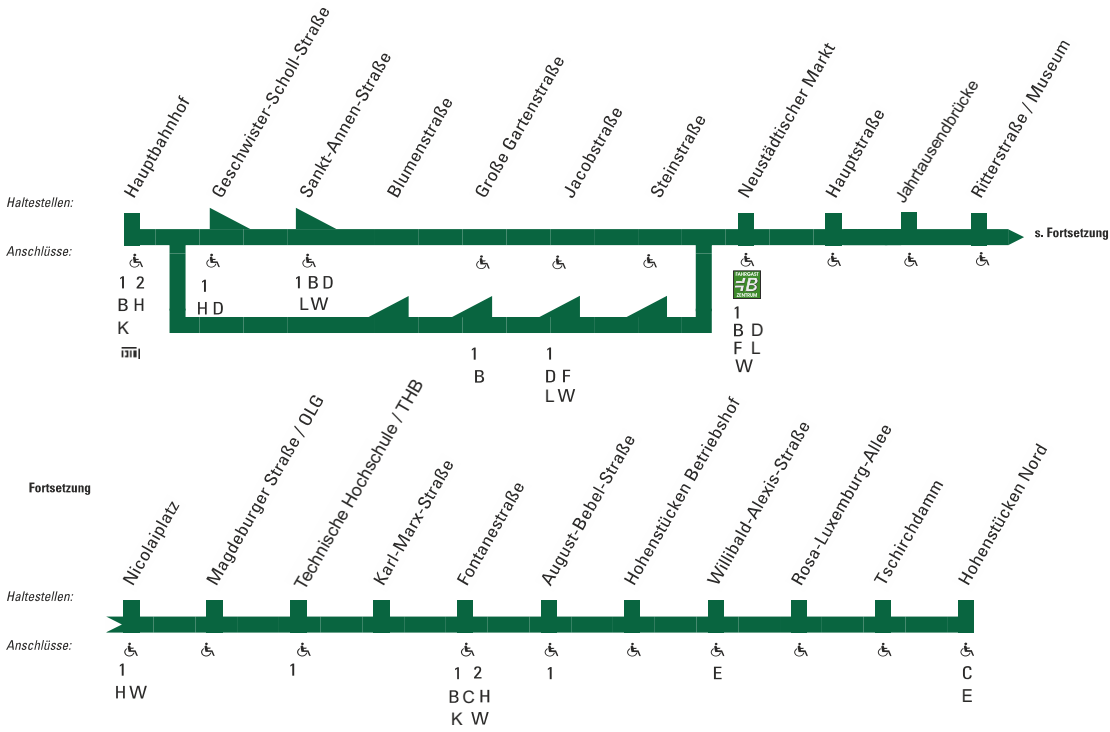 Haltestellen:
Hauptbahnhof
Geschwister-Scholl-Straße
Sankt-Annen-Straße
Blumenstraße
Große Gartenstraße
Jacobstraße
Steinstraße
Neustädtischer Markt
Hauptstraße
Jahrtausendbrücke
Ritterstraße / Museum
s. Fortsetzung
Anschlüsse:
1 2
B H
K
1
H D
1 B D
L W
1
B
1
D F
L W
FAHRGAST
B
ZENTRUM
1
B D
F L
W
Fortsetzung
Haltestellen:
Nicolaiplatz
Magdeburger Straße / OLG
Technische Hochschule / THB
Karl-Marx-Straße
Fontanestraße
August-Bebel-Straße
Hohenstücken Betriebshof
Willibald-Alexis-Straße
Rosa-Luxemburg-Allee
Tschirchdamm
Hohenstücken Nord
Anschlüsse:
1
H W
1
1 2
B C H
K W
1
E
C
E